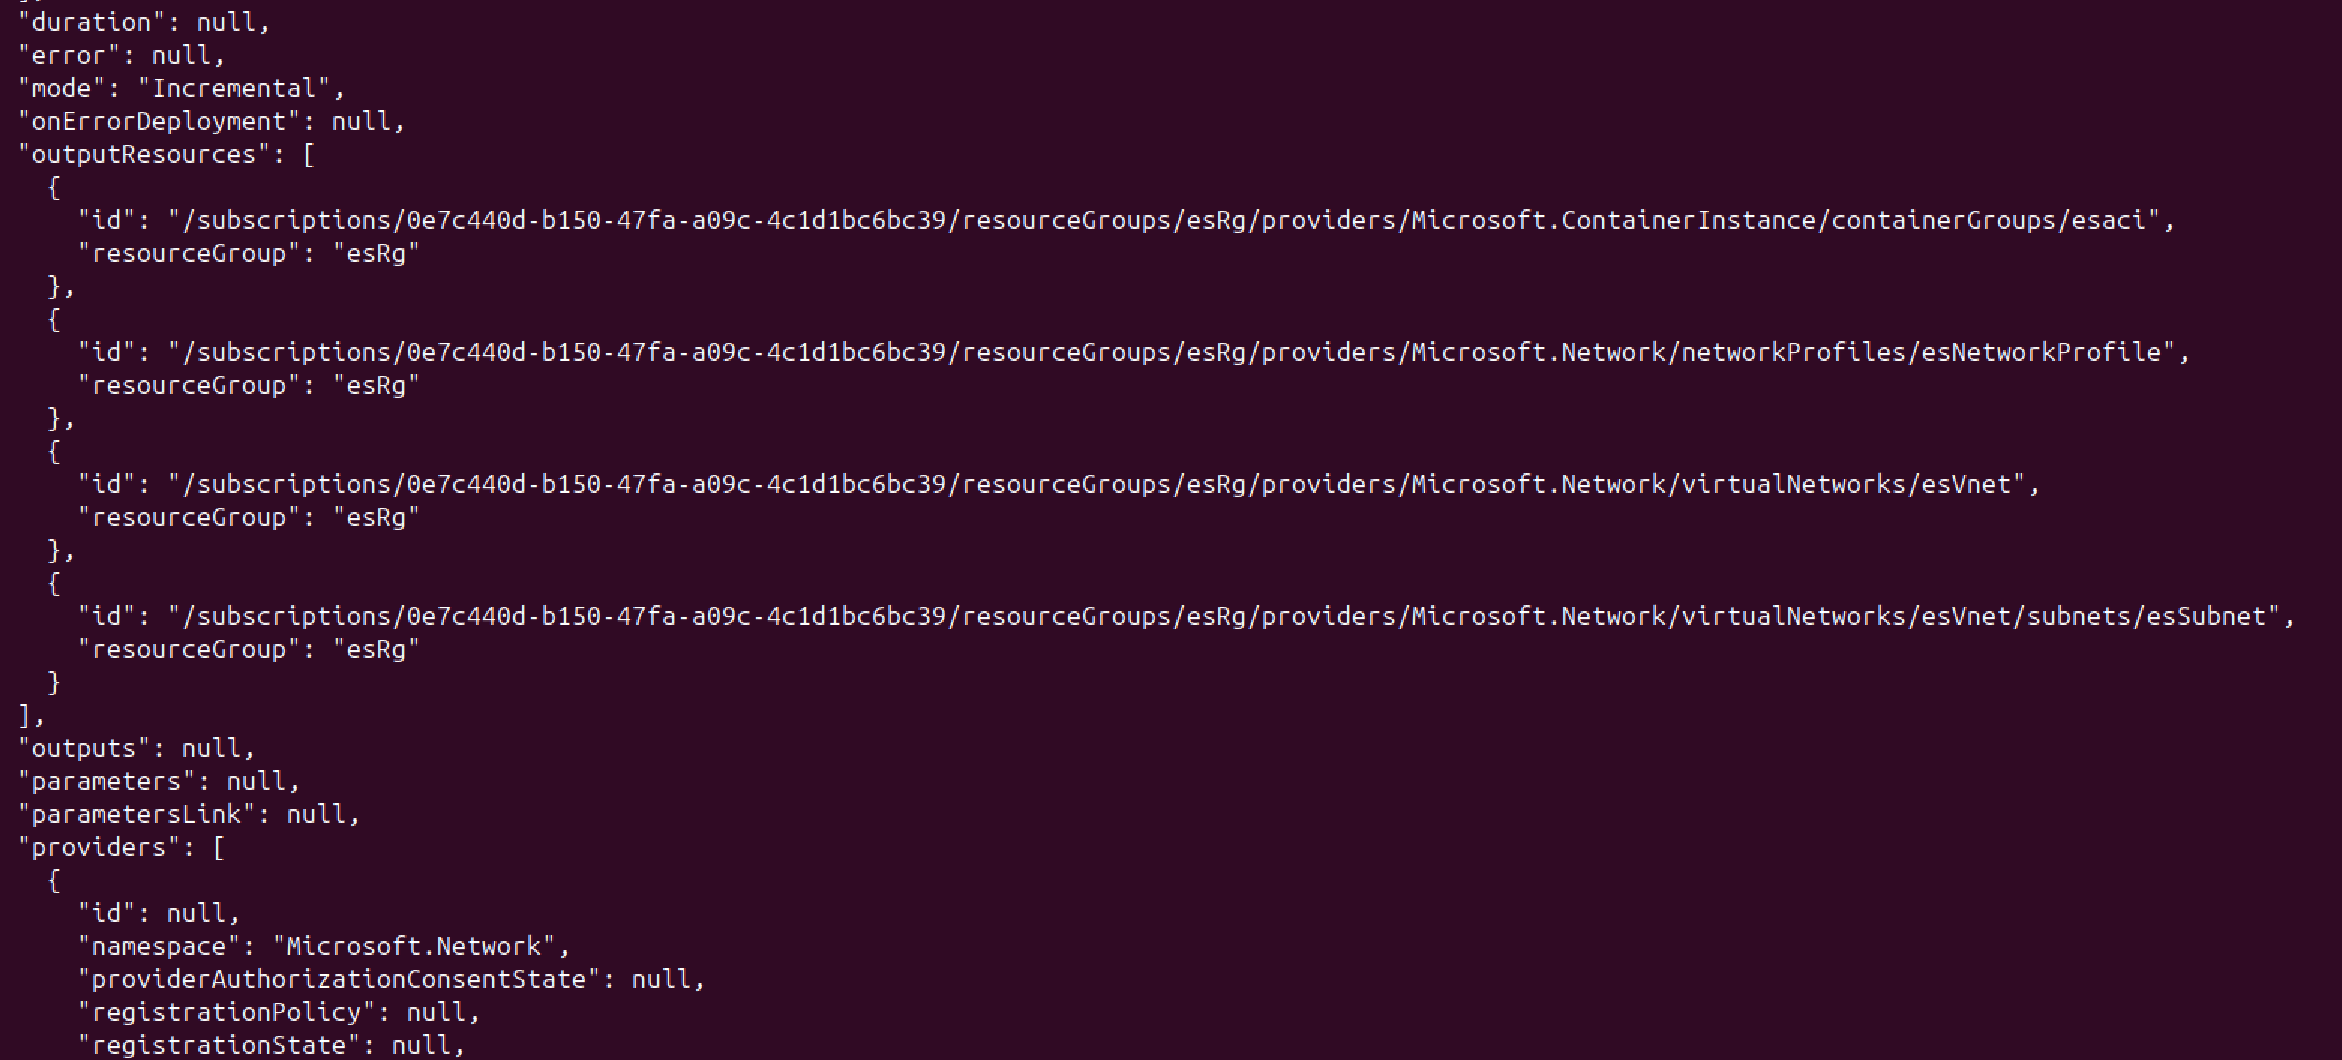 "duration": null,
"error": null,
"mode": "Incremental",
"onErrorDeployment": null,
"outputResources": [
  {
    "id": "/subscriptions/0e7c440d-b150-47fa-a09c-4c1d1bc6bc39/resourceGroups/esRg/providers/Microsoft.ContainerInstance/containerGroups/esaci",
    "resourceGroup": "esRg"
  },
  {
    "id": "/subscriptions/0e7c440d-b150-47fa-a09c-4c1d1bc6bc39/resourceGroups/esRg/providers/Microsoft.Network/networkProfiles/esNetworkProfile",
    "resourceGroup": "esRg"
  },
  {
    "id": "/subscriptions/0e7c440d-b150-47fa-a09c-4c1d1bc6bc39/resourceGroups/esRg/providers/Microsoft.Network/virtualNetworks/esVnet",
    "resourceGroup": "esRg"
  },
  {
    "id": "/subscriptions/0e7c440d-b150-47fa-a09c-4c1d1bc6bc39/resourceGroups/esRg/providers/Microsoft.Network/virtualNetworks/esVnet/subnets/esSubnet",
    "resourceGroup": "esRg"
  }
],
"outputs": null,
"parameters": null,
"parametersLink": null,
"providers": [
  {
    "id": null,
    "namespace": "Microsoft.Network",
    "providerAuthorizationConsentState": null,
    "registrationPolicy": null,
    "registrationState": null,